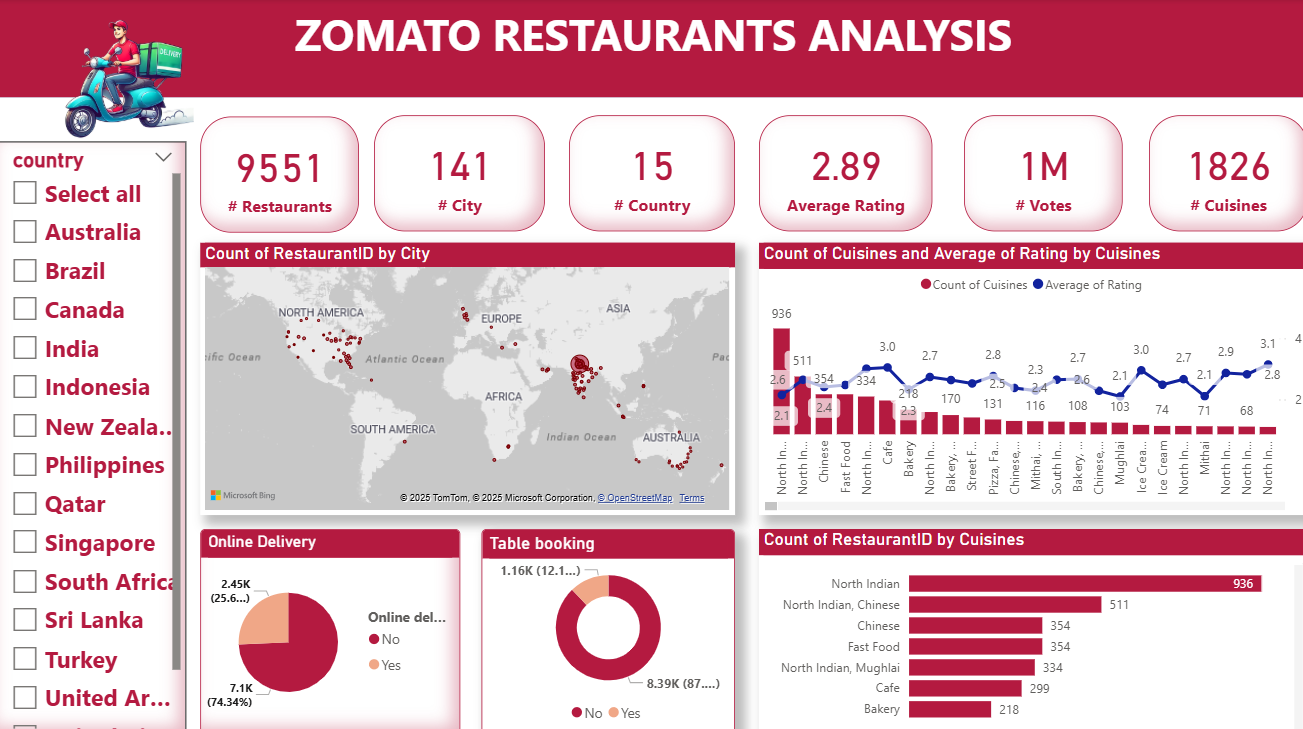 ZOMATO RESTAURANTS ANALYSIS
DELIVERY
country
Select all
Australia
Brazil
Canada
India
Indonesia
New Zeala..
Philippines
Qatar
Singapore
South Africa
Sri Lanka
Turkey
United Ar...
9551
# Restaurants
141
# City
15
# Country
2.89
Average Rating
1M
# Votes
1826
# Cuisines
Count of RestaurantID by City
NORTH AMERICA
EUROPE
ASIA
ific Ocean
Atlantic Ocean
Pac
AFRICA
SOUTH AMERICA
Indian Ocean
AUSTRALIA
Microsoft Bing
© 2025 TomTom, © 2025 Microsoft Corporation, © OpenStreetMap Terms
Count of Cuisines and Average of Rating by Cuisines
Count of Cuisines Average of Rating
936
511
354
334
3.0
218
2.7
170
2.8
131
2.3
116
2.7
108
2.1
103
3.0
74
2.7
71
2.9
68
3.1
2.6
2.1
2.4
2.3
2.5
2.4
2.6
2.1
2.8
4
2
North In...
North In...
Chinese
Fast Food
North In...
Cafe
Bakery
North In...
Bakery, ...
Street F...
Pizza, Fa...
Chinese,...
Mithai, ...
South In...
Bakery,...
Chinese,...
Mughlai
Ice Crea...
Ice Cream
North In...
Mithai
North In...
North In...
North In...
Online Delivery
2.45K
(25.6...)
7.1K
(74.34%)
Online del...
No
Yes
Table booking
1.16K (12.1...)
8.39K (87....)
No Yes
Count of RestaurantID by Cuisines
North Indian 936
North Indian, Chinese 511
Chinese 354
Fast Food 354
North Indian, Mughlai 334
Cafe 299
Bakery 218